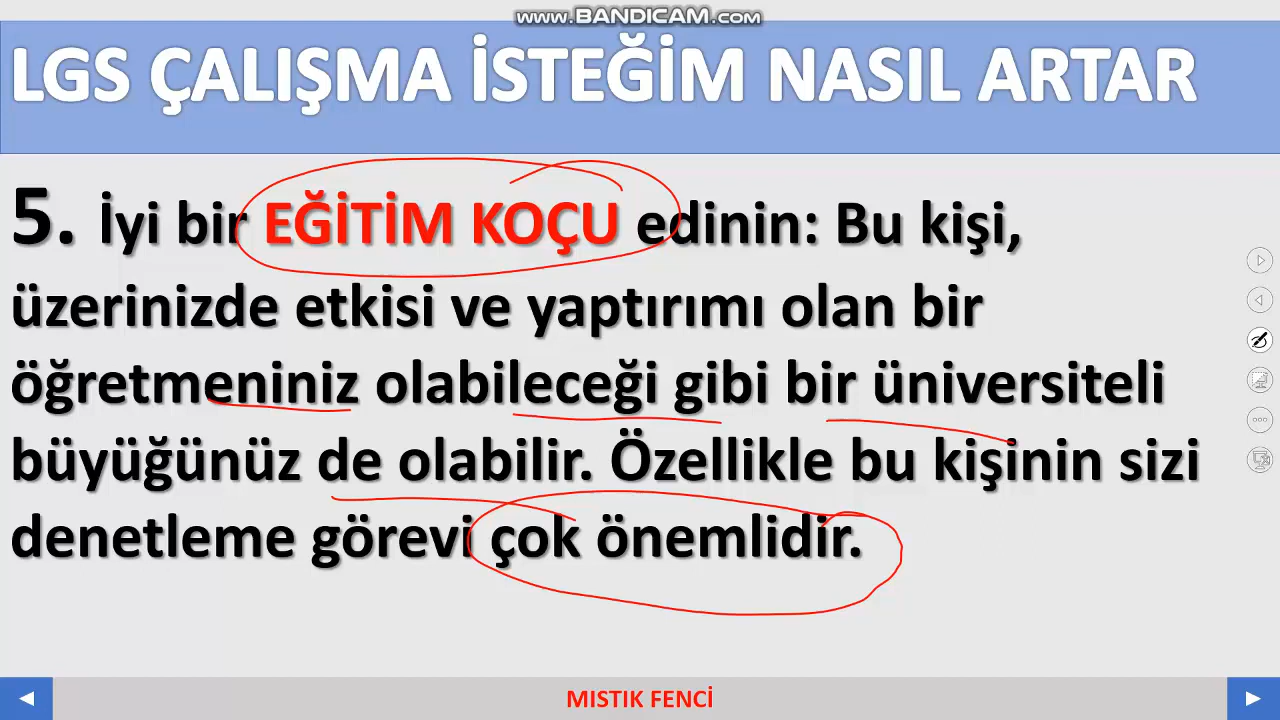 www.BANDICAM.com
LGS ÇALIŞMA İSTEĞİM NASIL ARTAR
5. İyi bir EĞİTİM KOÇU edinin: Bu kişi,
üzerinizde etkisi ve yaptırımı olan bir
öğretmeniniz olabileceği gibi bir üniversiteli
büyüğünüz de olabilir. Özellikle bu kişinin sizi
denetleme görevi çok önemlidir.
MISTIK FENCİ